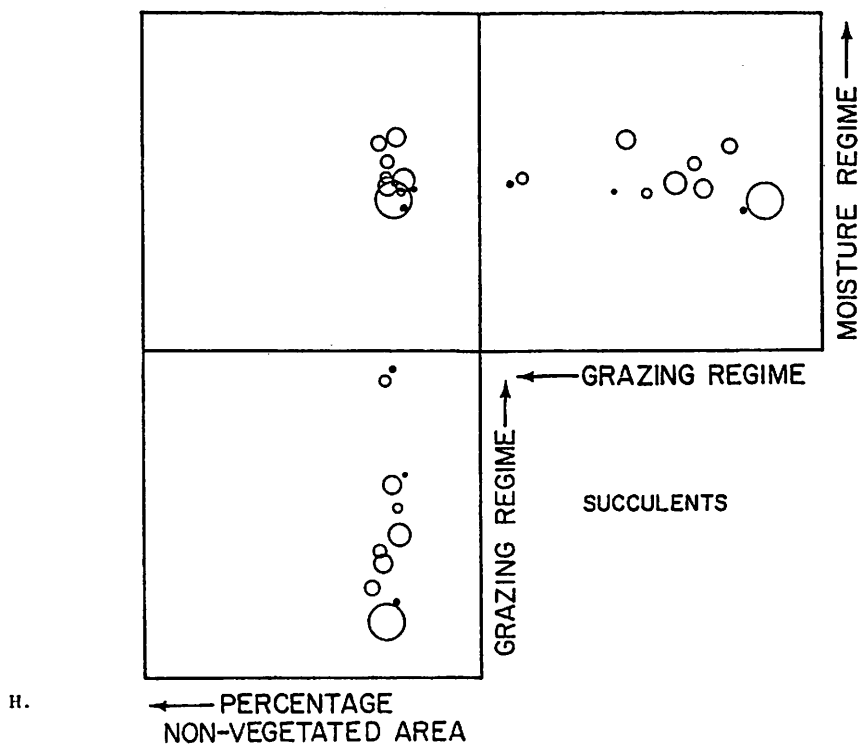 MOISTURE REGIME
GRAZING REGIME
GRAZING REGIME
SUCCULENTS
H.
PERCENTAGE
NON-VEGETATED AREA